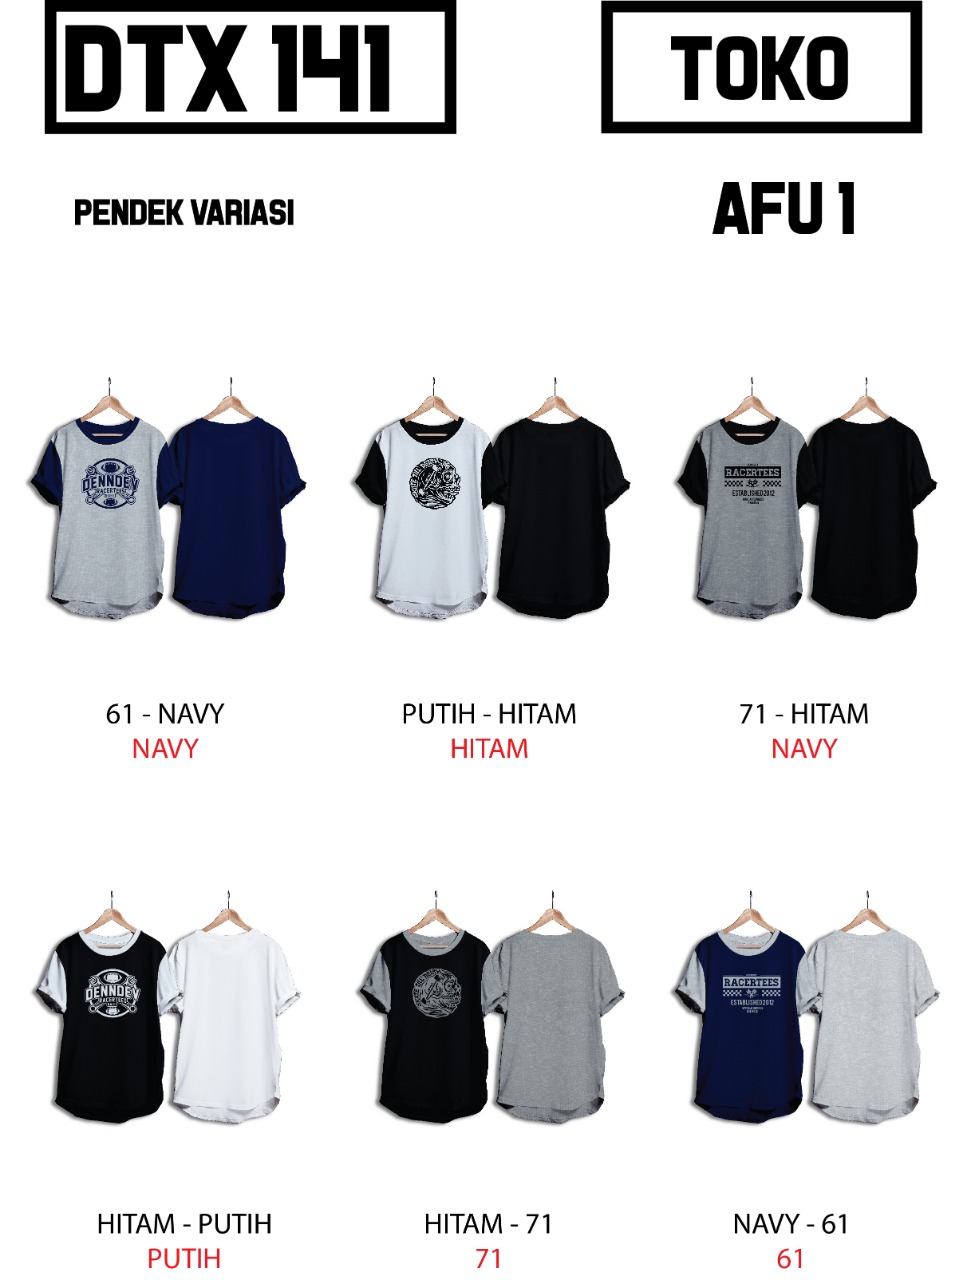 DTX 141
TOKO
PENDEK VARIASI
AFU 1
DENNDEV
RACERTEES
RACERTEES
ESTABLISHED 2012
61 - NAVY
NAVY
PUTIH - HITAM
HITAM
71 - HITAM
NAVY
DENNDEV
RACERTEES
RACERTEES
ESTABLISHED 2012
HITAM - PUTIH
PUTIH
HITAM - 71
71
NAVY - 61
61